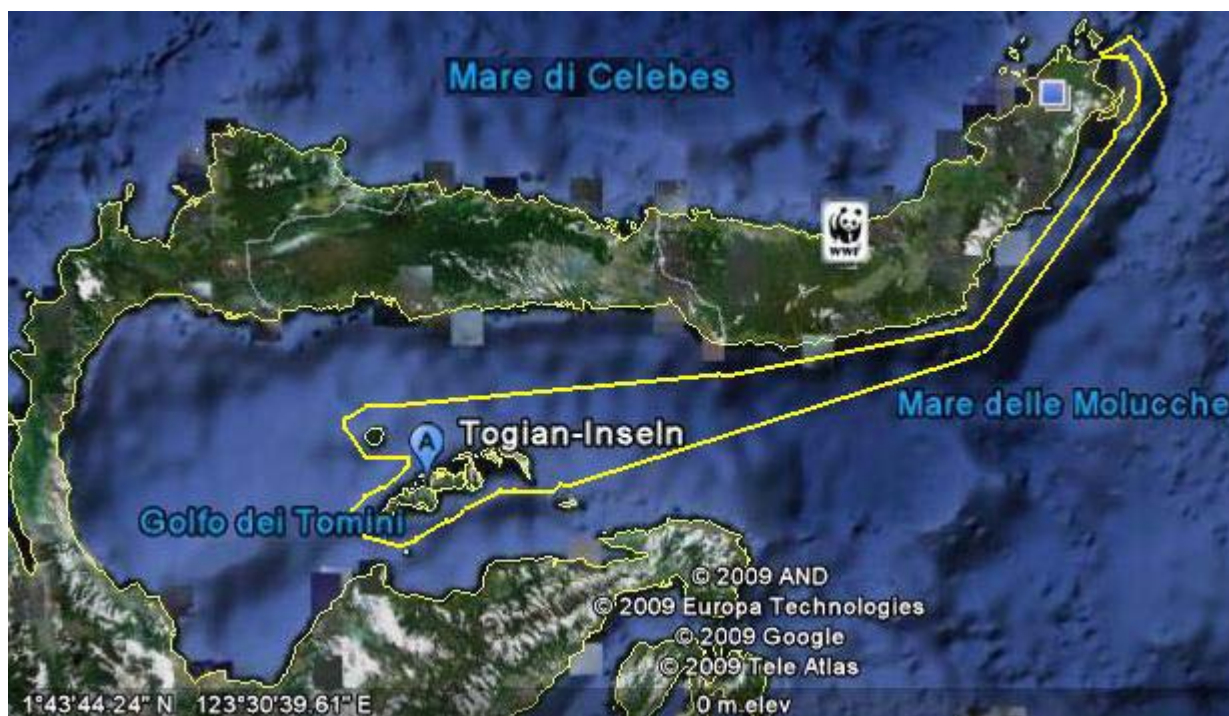 Mare di Celebes
WWF
Mare delle Molucche
A
Togian-Inseln
Golfo dei Tomini
© 2009 AND
© 2009 Europa Technologies
© 2009 Google
© 2009 Tele Atlas
1°43'44.24" N 123°30'39.61" E 0 m elev